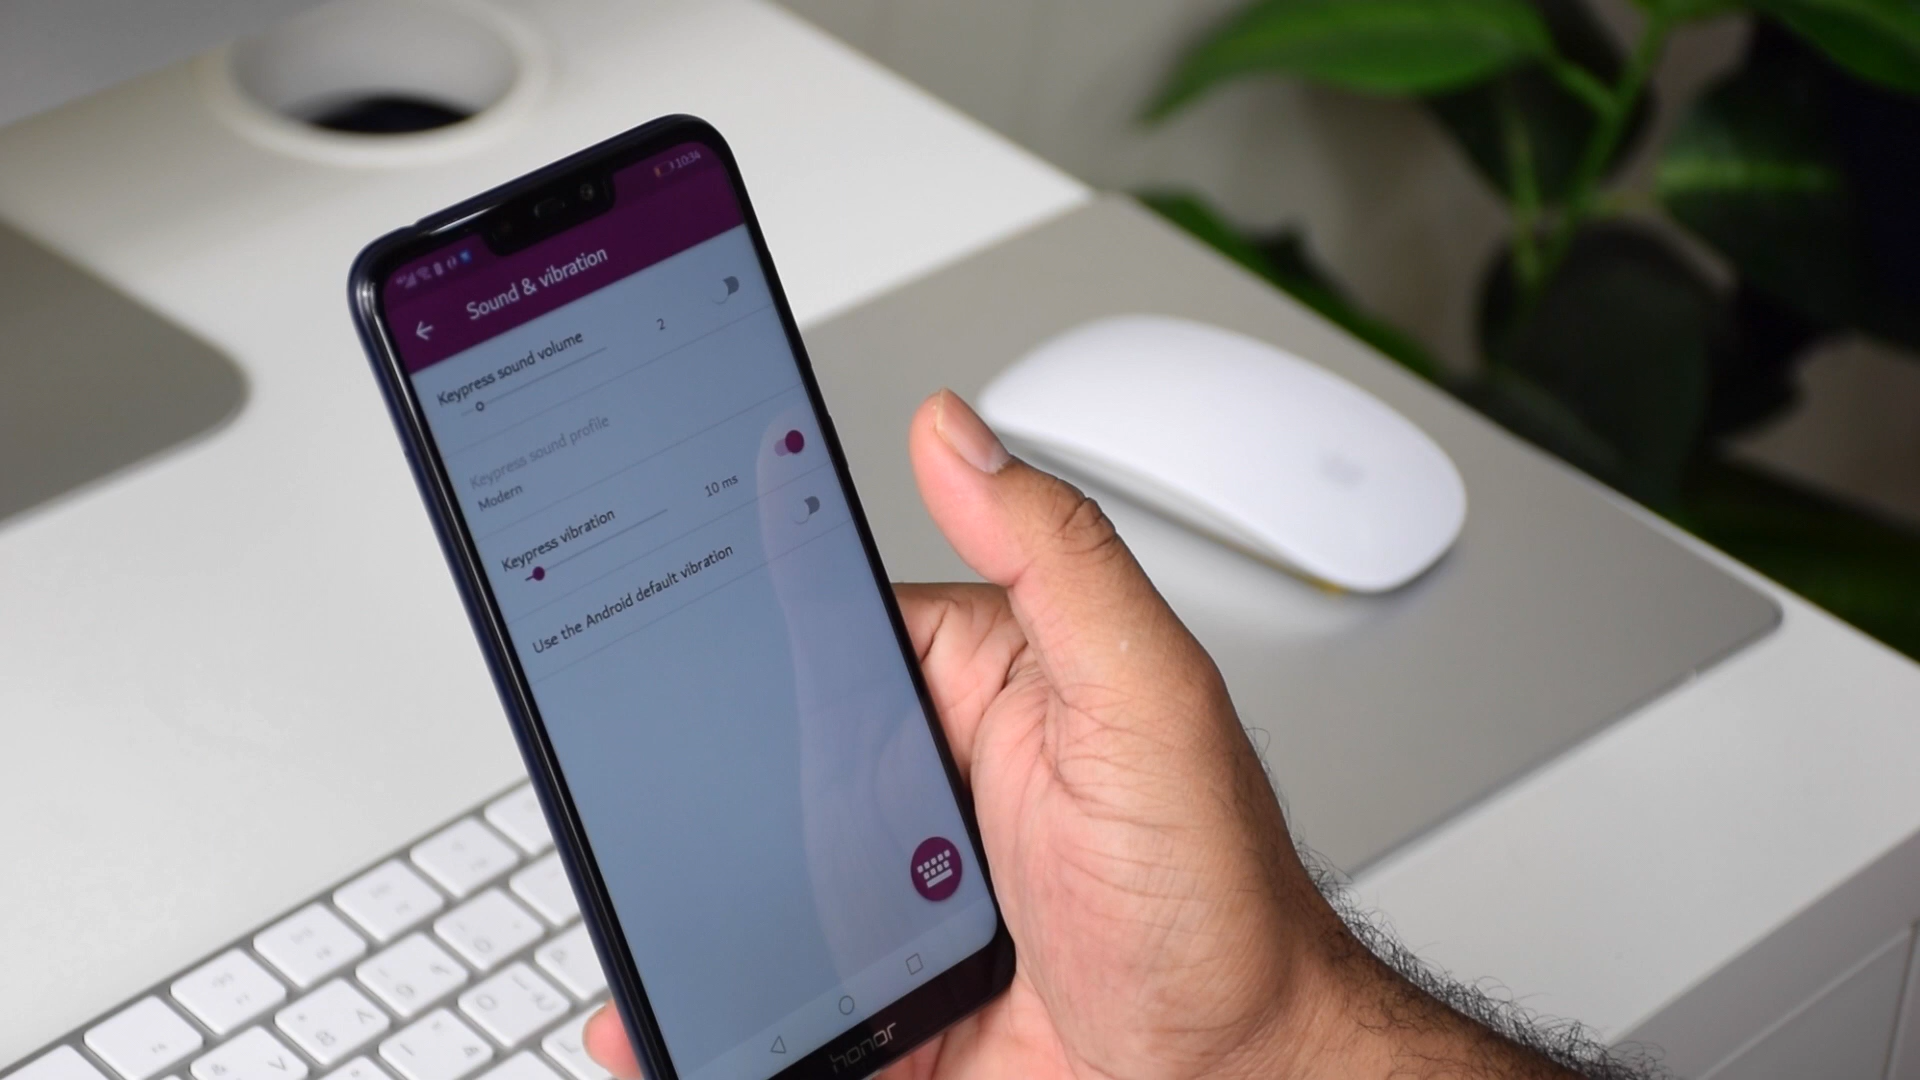 10:34
Sound & vibration
Keypress sound volume
2
Keypress sound profile
Modern
Keypress vibration
10 ms
Use the Android default vibration
honor